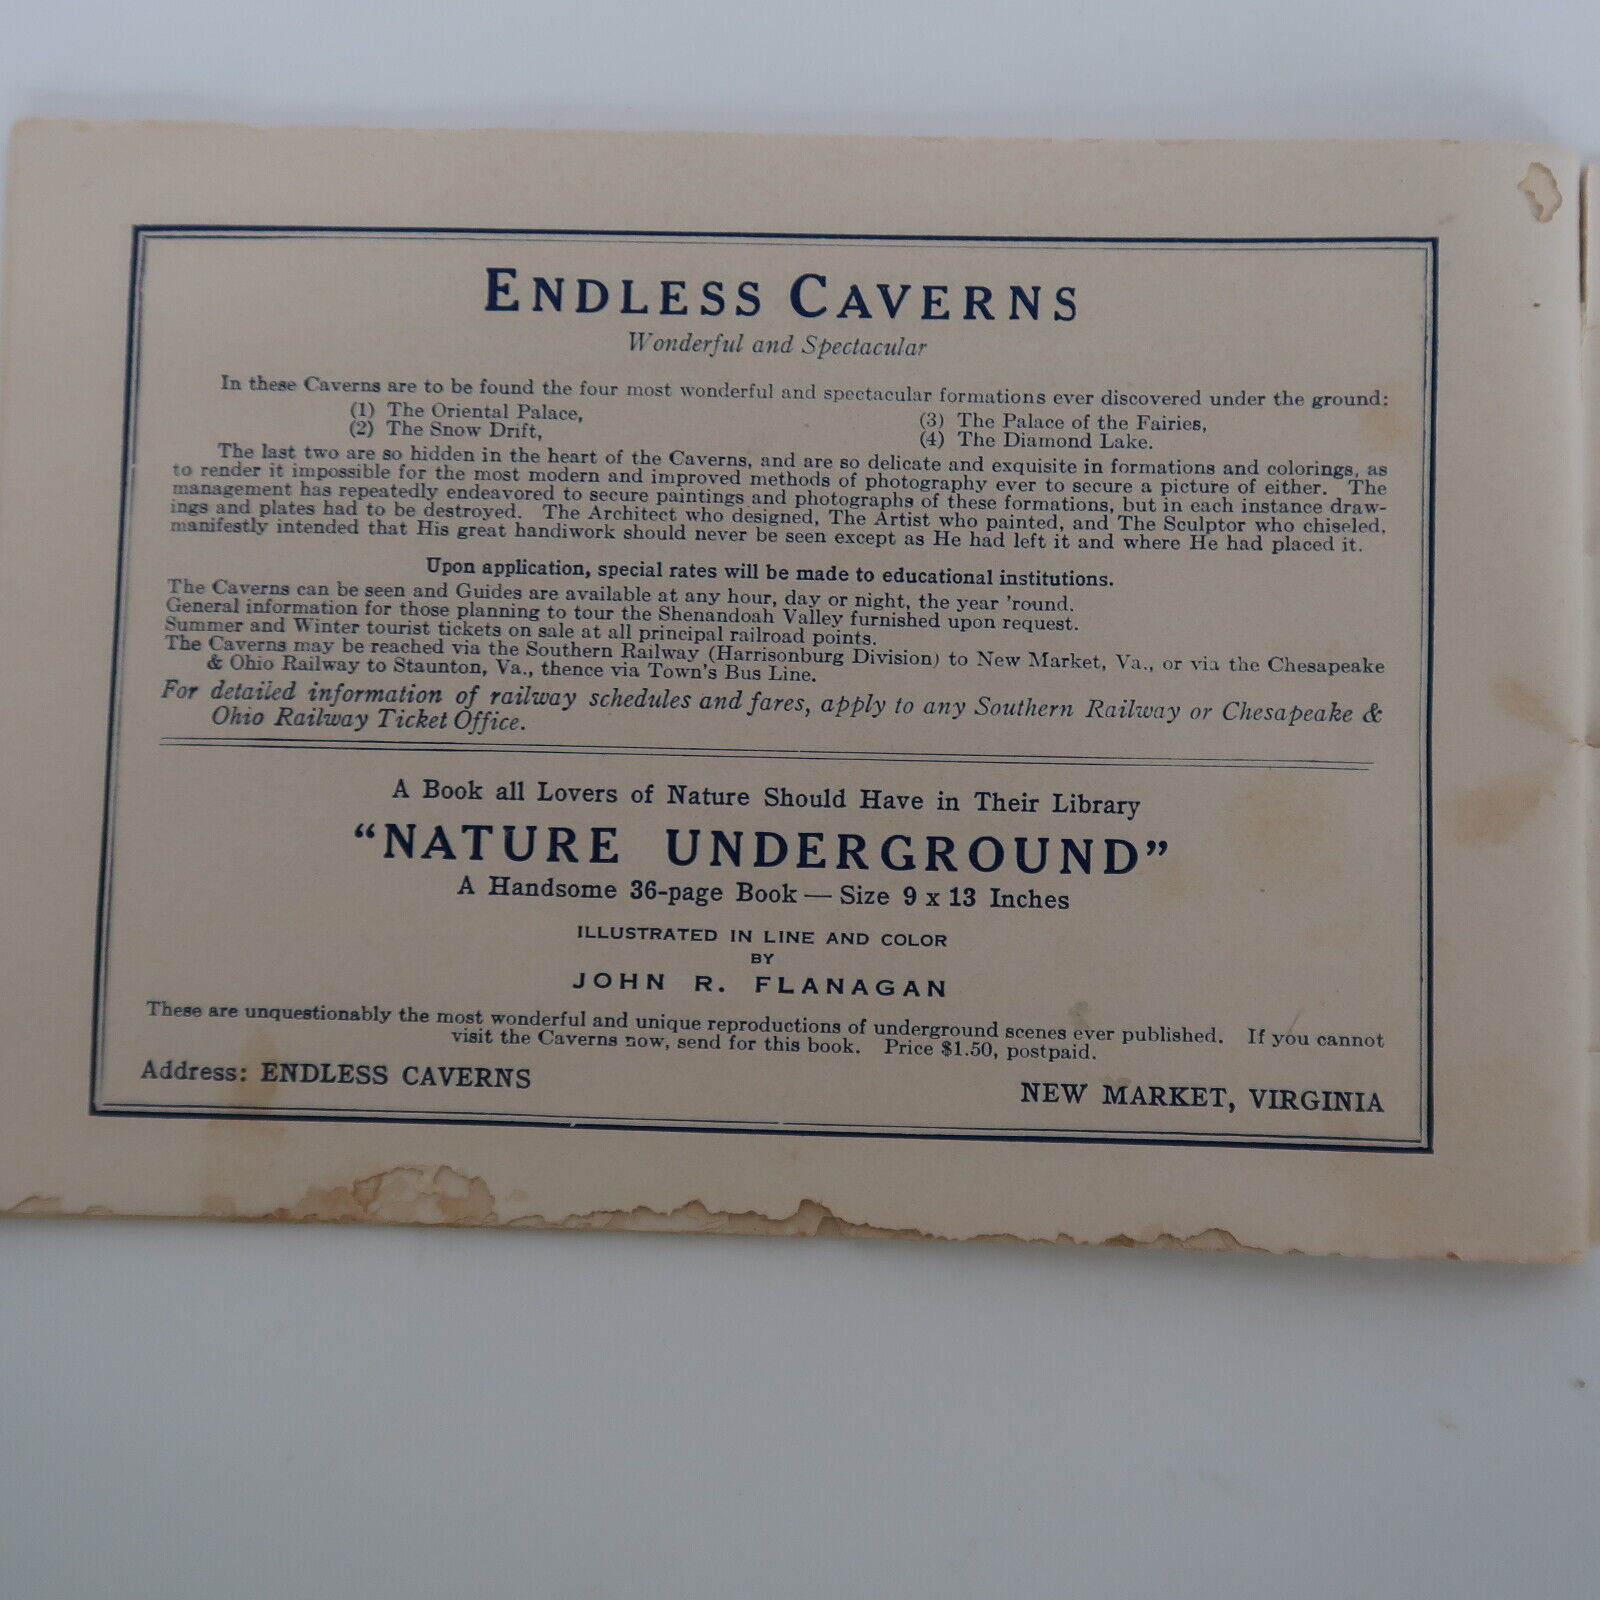 ENDLESS CAVERNS
Wonderful and Spectacular
In these Caverns are to be found the four most wonderful and spectacular formations ever discovered under the ground:
(1) The Oriental Palace,
(2) The Snow Drift,
(3) The Palace of the Fairies,
(4) The Diamond Lake.
The last two are so hidden in the heart of the Caverns, and are so delicate and exquisite in formations and colorings, as
to render it impossible for the most modern and improved methods of photography ever to secure a picture of either. The
management has repeatedly endeavored to secure paintings and photographs of these formations, but in each instance draw-
ings and plates had to be destroyed. The Architect who designed, The Artist who painted, and The Sculptor who chiseled,
manifestly intended that His great handiwork should never be seen except as He had left it and where He had placed it.
Upon application, special rates will be made to educational institutions.
The Caverns can be seen and Guides are available at any hour, day or night, the year 'round.
General information for those planning to tour the Shenandoah Valley furnished upon request.
Summer and Winter tourist tickets on sale at all principal railroad points.
The Caverns may be reached via the Southern Railway (Harrisonburg Division) to New Market, Va., or via the Chesapeake
& Ohio Railway to Staunton, Va., thence via Town's Bus Line.
For detailed information of railway schedules and fares, apply to any Southern Railway or Chesapeake &
Ohio Railway Ticket Office.
A Book all Lovers of Nature Should Have in Their Library
"NATURE UNDERGROUND"
A Handsome 36-page Book — Size 9 x 13 Inches
ILLUSTRATED IN LINE AND COLOR
BY
JOHN R. FLANAGAN
These are unquestionably the most wonderful and unique reproductions of underground scenes ever published. If you cannot
visit the Caverns now, send for this book. Price $1.50, postpaid.
Address: ENDLESS CAVERNS
NEW MARKET, VIRGINIA